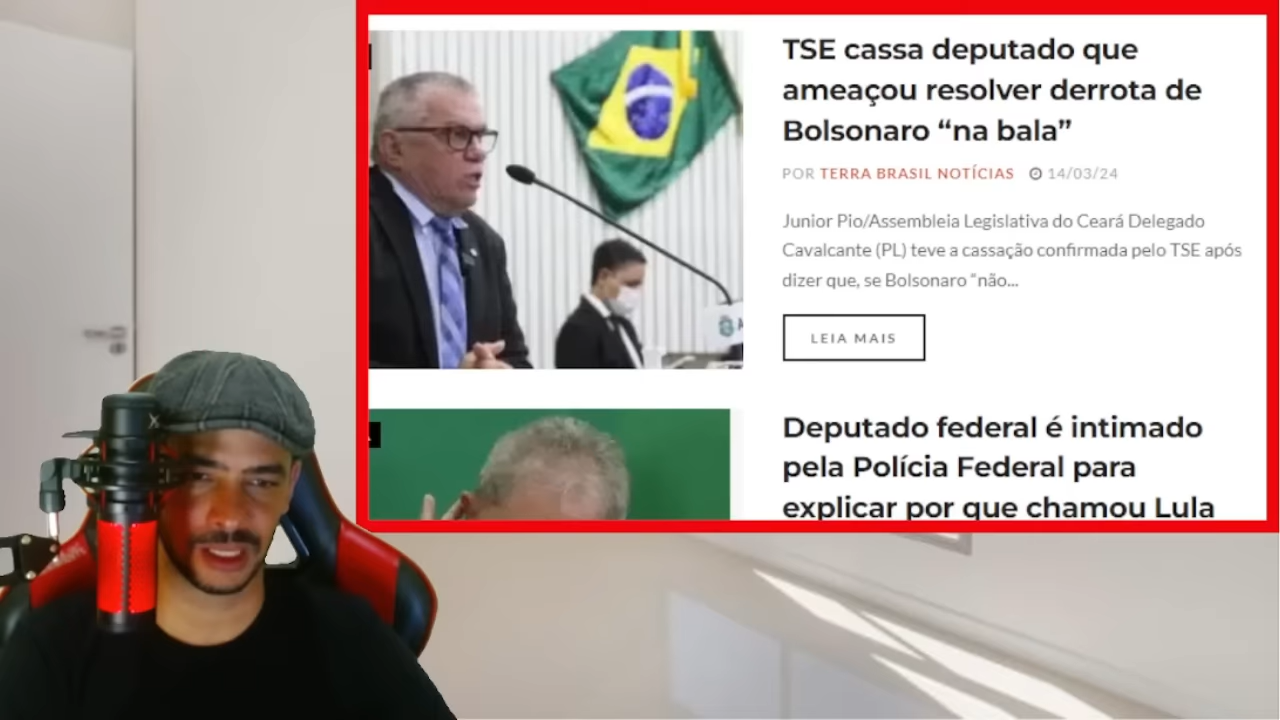 TSE cassa deputado que
ameaçou resolver derrota de
Bolsonaro “na bala”
POR TERRA BRASIL NOTÍCIAS 14/03/24
Junior Pio/Assembleia Legislativa do Ceará Delegado
Cavalcante (PL) teve a cassação confirmada pelo TSE após
dizer que, se Bolsonaro “não...
LEIA MAIS
Deputado federal é intimado
pela Polícia Federal para
explicar por que chamou Lula